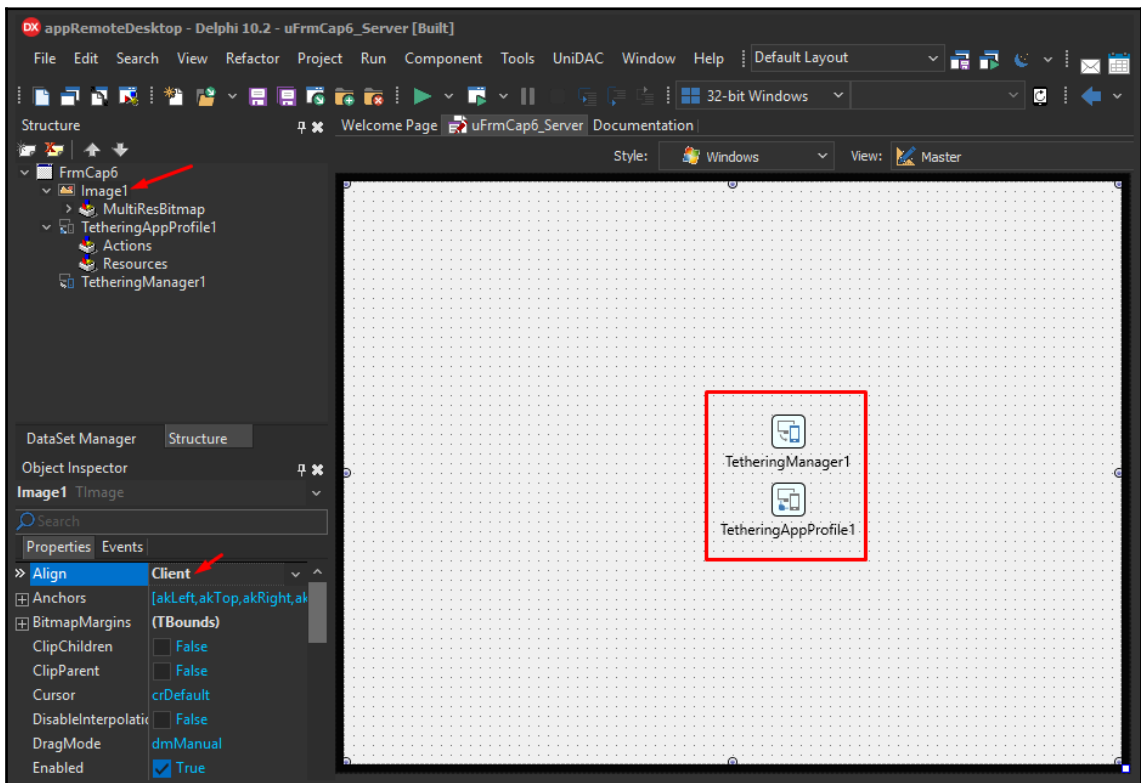 appRemoteDesktop - Delphi 10.2 - uFrmCap6_Server [Built]
File Edit Search View Refactor Project Run Component Tools UniDAC Window Help Default Layout
32-bit Windows
Structure
Welcome Page uFrmCap6_Server Documentation
Style: Windows View: Master
FrmCap6
Image1
MultiResBitmap
TetheringAppProfile1
Actions
Resources
TetheringManager1
TetheringManager1
TetheringAppProfile1
DataSet Manager Structure
Object Inspector
Image1 TImage
Search
Properties Events
Align Client
Anchors [akLeft,akTop,akRight,ak
BitmapMargins (TBounds)
ClipChildren False
ClipParent False
Cursor crDefault
DisableInterpolatic False
DragMode dmManual
Enabled True